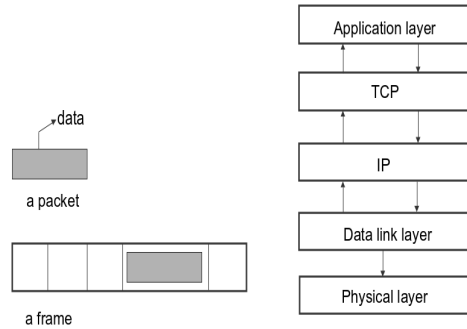 data
a packet
a frame
Application layer
TCP
IP
Data link layer
Physical layer